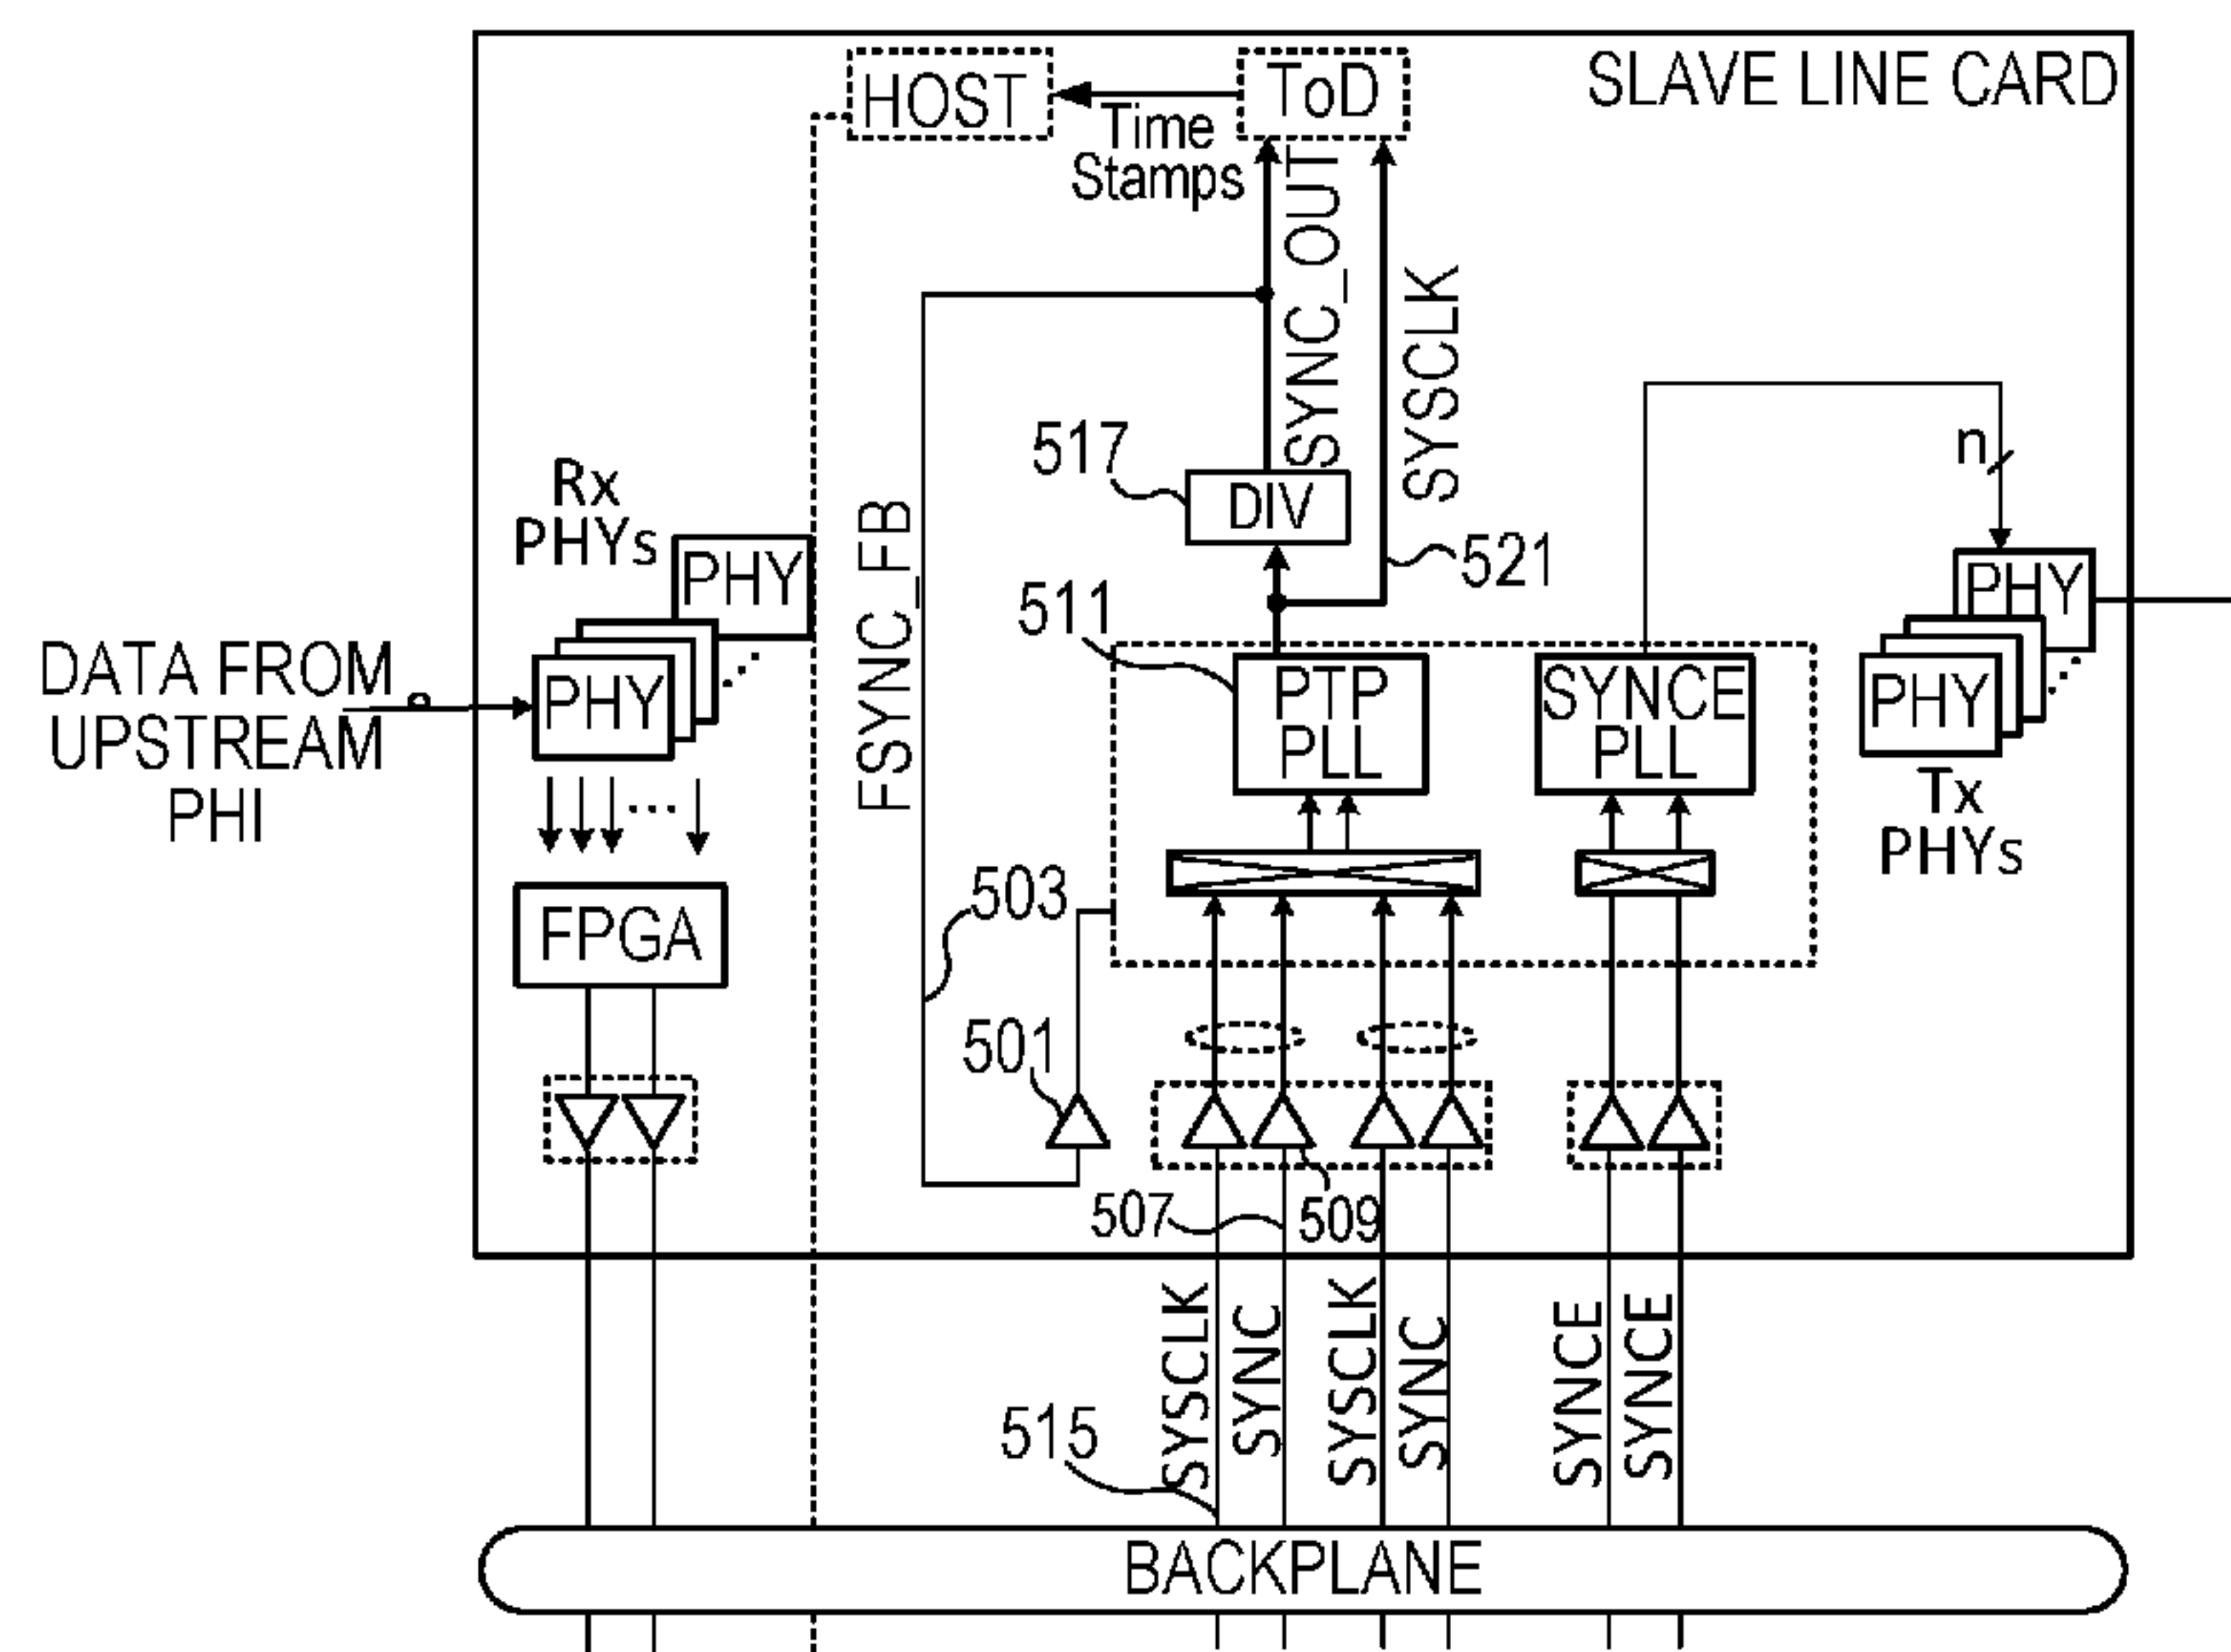 SLAVE LINE CARD
HOST
ToD
Time
Stamps
SYNC_OUT
SYSCLK
517
DIV
521
n
Rx
PHYs
PHY
PHY
FSYNC_FB
511
PTP
PLL
SYNCE
PLL
PHY
PHY
Tx
PHYs
DATA FROM
UPSTREAM
PHI
...
503
FPGA
501
507
509
SYSCLK
SYNC
SYSCLK
SYNC
SYNCE
SYNCE
515
BACKPLANE